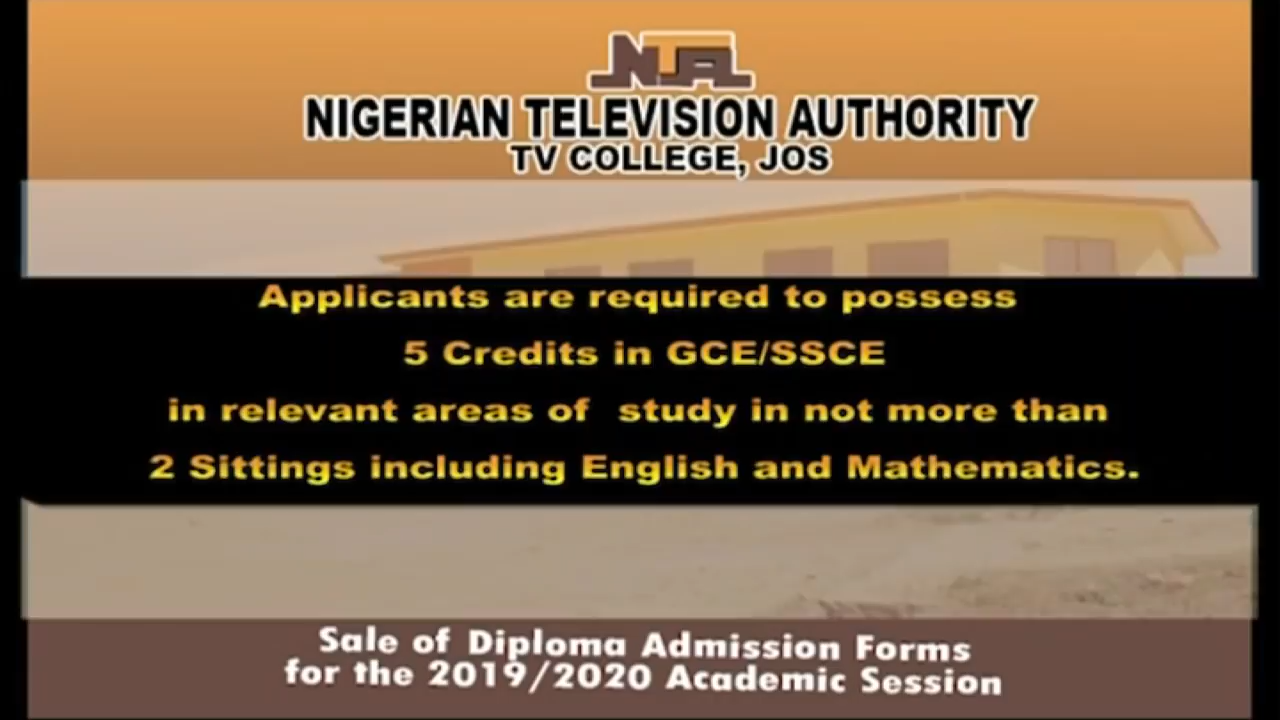 NTA
NIGERIAN TELEVISION AUTHORITY
TV COLLEGE, JOS
Applicants are required to possess
5 Credits in GCE/SSCE
in relevant areas of study in not more than
2 Sittings including English and Mathematics.
Sale of Diploma Admission Forms
for the 2019/2020 Academic Session